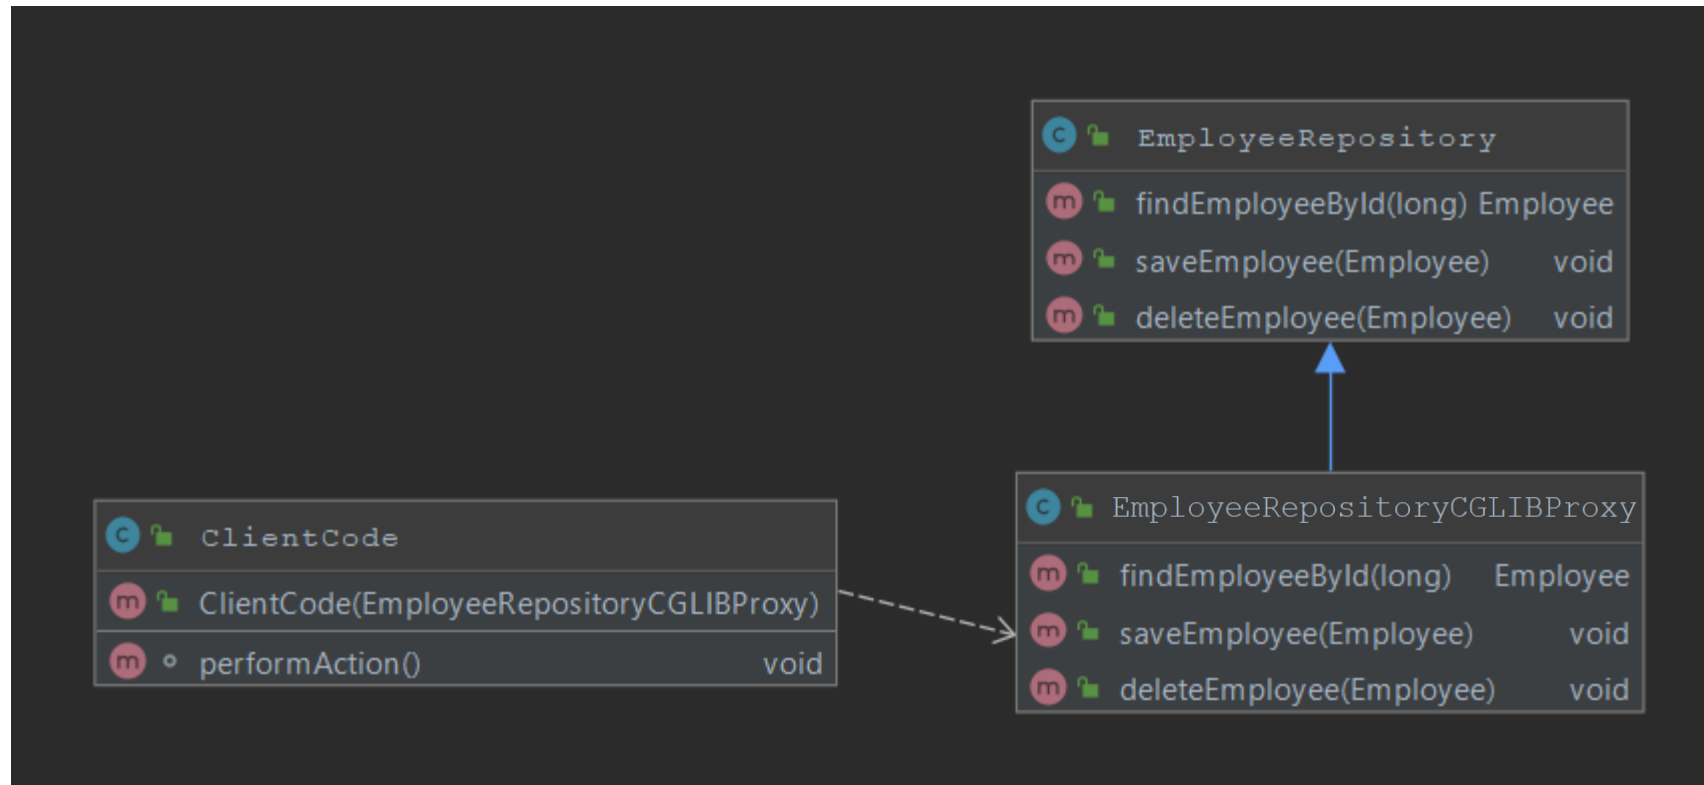 EmployeeRepository
findEmployeeById(long) Employee
saveEmployee(Employee) void
deleteEmployee(Employee) void
ClientCode
ClientCode(EmployeeRepositoryCGLIBProxy)
performAction() void
EmployeeRepositoryCGLIBProxy
findEmployeeById(long) Employee
saveEmployee(Employee) void
deleteEmployee(Employee) void